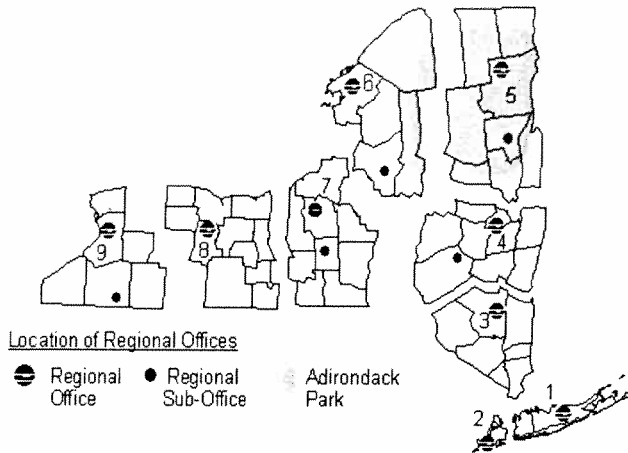 6
5
7
9
8
4
3
1
2
Location of Regional Offices
Regional Office
Regional Sub-Office
Adirondack Park